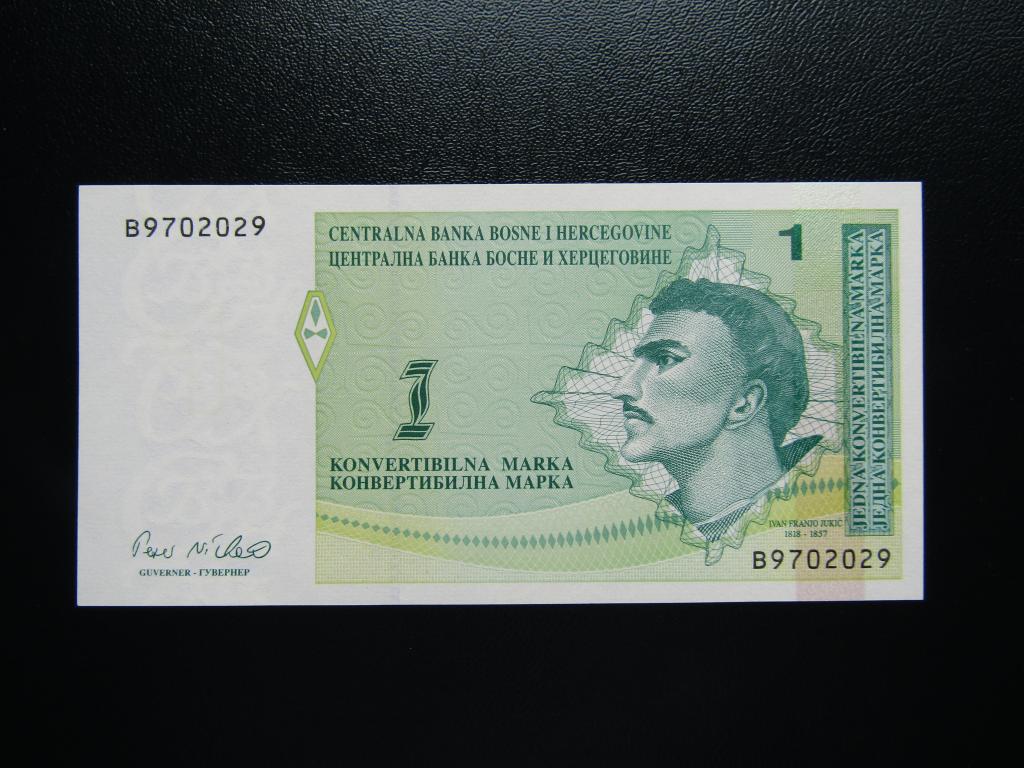 B9702029
CENTRALNA BANKA BOSNE I HERCEGOVINE
ЦЕНТРАЛНА БАНКА БОСНЕ И ХЕРЦЕГОВИНЕ
1
JEDNA KONVERTIBILNA MARKA
ЈЕДНА КОНВЕРТИБИЛНА МАРКА
1
KONVERTIBILNA MARKA
КОНВЕРТИБИЛНА МАРКА
IVAN FRANJO JUKIĆ
1818 - 1857
B9702029
GUVERNER - ГУВЕРНЕР